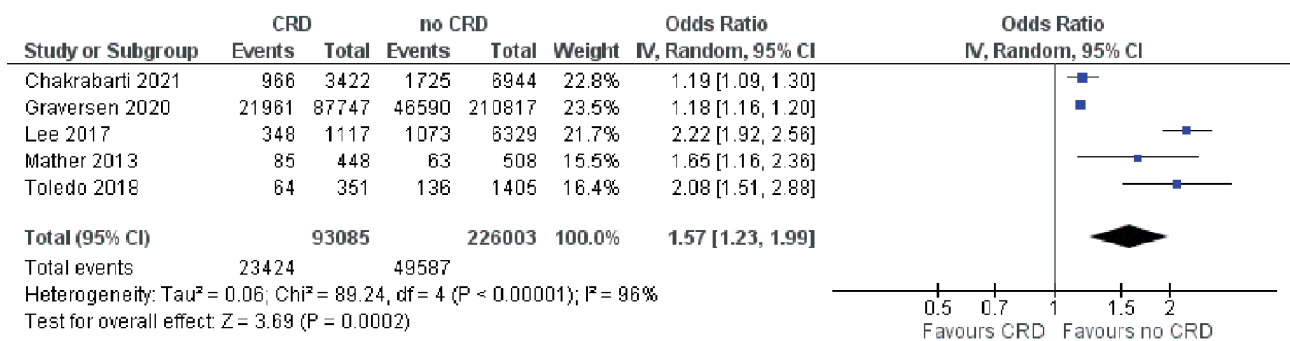 CRD no CRD Odds Ratio Odds Ratio
Study or Subgroup Events Total Events Total Weight IV, Random, 95% CI IV, Random, 95% CI
Chakrabarti 2021 966 3422 1725 6944 22.8% 1.19 [1.09, 1.30]
Graversen 2020 21961 87747 46590 210817 23.5% 1.18 [1.16, 1.20]
Lee 2017 348 1117 1073 6329 21.7% 2.22 [1.92, 2.56]
Mather 2013 85 448 63 508 15.5% 1.65 [1.16, 2.36]
Toledo 2018 64 351 136 1405 16.4% 2.08 [1.51, 2.88]
Total (95% CI) 93085 226003 100.0% 1.57 [1.23, 1.99]
Total events 23424 49587
Heterogeneity: Tau² = 0.06; Chi² = 89.24, df = 4 (P < 0.00001); I² = 96%
Test for overall effect: Z = 3.69 (P = 0.0002)
0.5 0.7 1 1.5 2
Favours CRD Favours no CRD